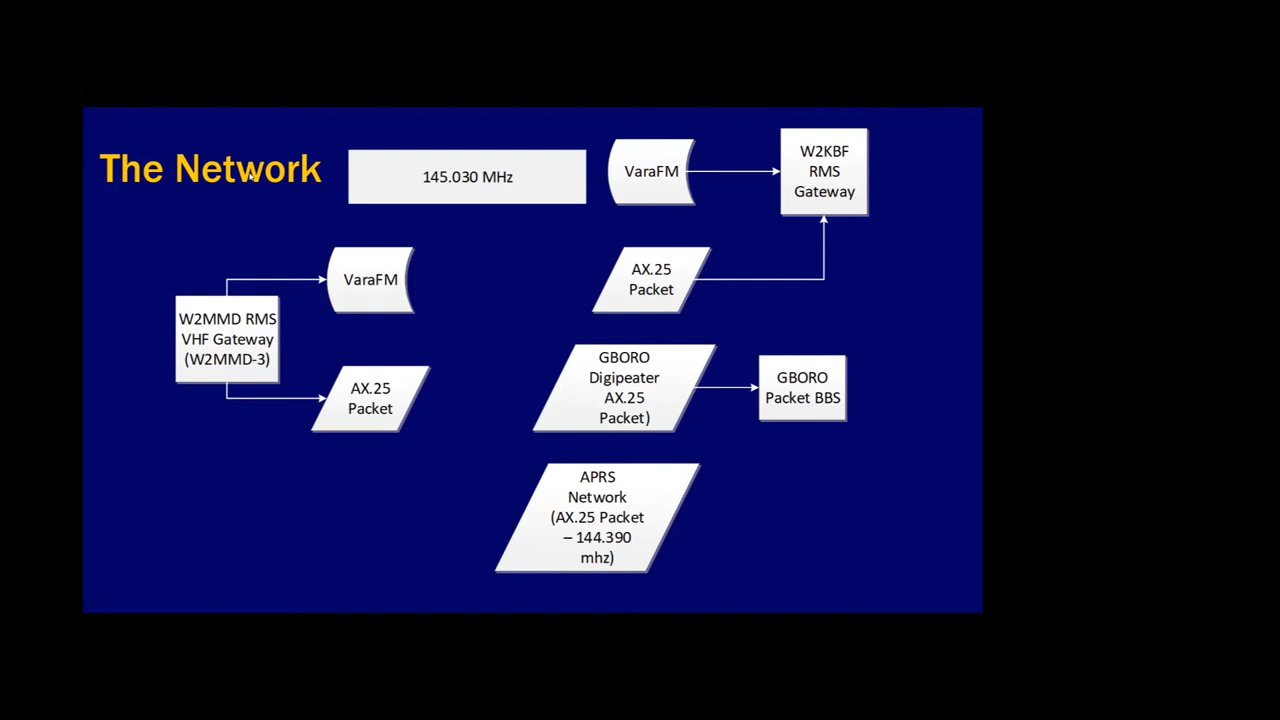 The Network
145.030 MHz
VaraFM
W2KBF
RMS
Gateway
VaraFM
AX.25
Packet
W2MMD RMS
VHF Gateway
(W2MMD-3)
AX.25
Packet
GBORO
Digipeater
AX.25
Packet)
GBORO
Packet BBS
APRS
Network
(AX.25 Packet
– 144.390
mhz)